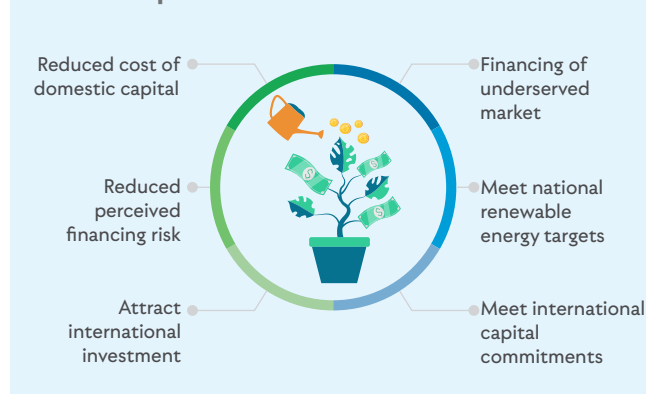 Reduced cost of
domestic capital
Reduced
perceived
financing risk
Attract
international
investment
Financing of
underserved
market
Meet national
renewable
energy targets
Meet international
capital
commitments